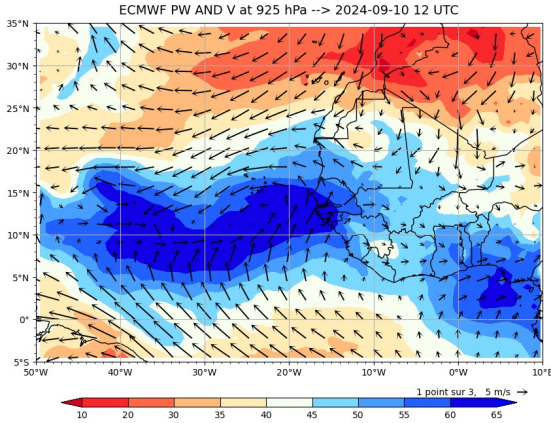 ECMWF PW AND V at 925 hPa --> 2024-09-10 12 UTC
35°N
30°N
25°N
20°N
15°N
10°N
5°N
0°
5°S
50°W 40°W 30°W 20°W 10°W 0°W 10°E
1 point sur 3, 5 m/s
10 20 30 35 40 45 50 55 60 65